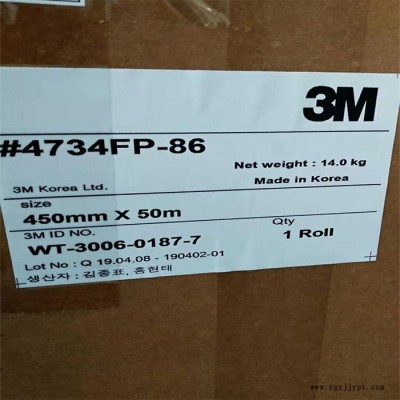 3M
#4734FP-86
Net weight : 14.0 kg
3M Korea Ltd.
Made in Korea
size
450mm X 50m
Qty
3M ID NO.
1 Roll
WT-3006-0187-7
Lot No : Q 19.04.08 - 190402-01
생산자 : 김종표, 홍현대
www.sgxjjypt.com